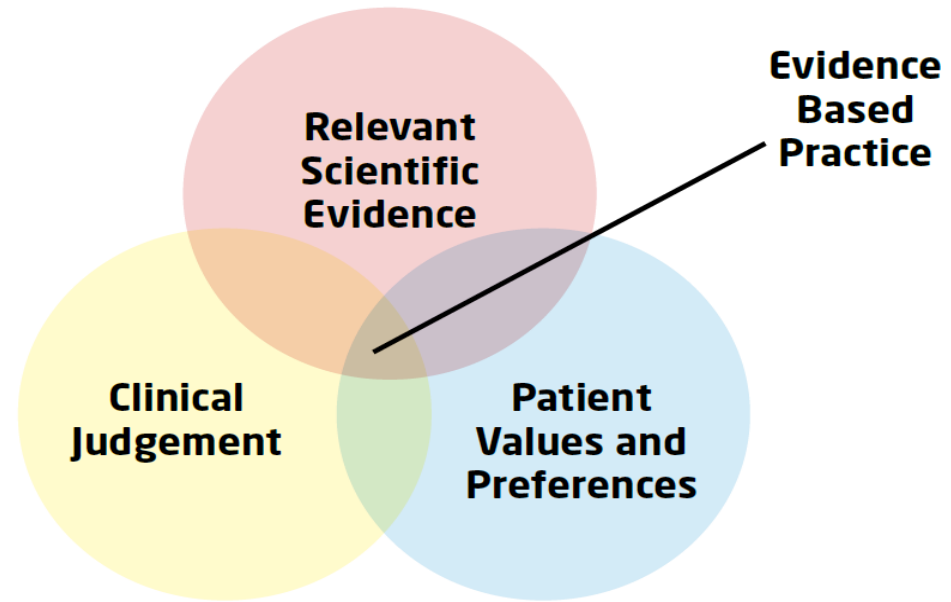 Evidence
Based
Practice
Relevant
Scientific
Evidence
Clinical
Judgement
Patient
Values and
Preferences